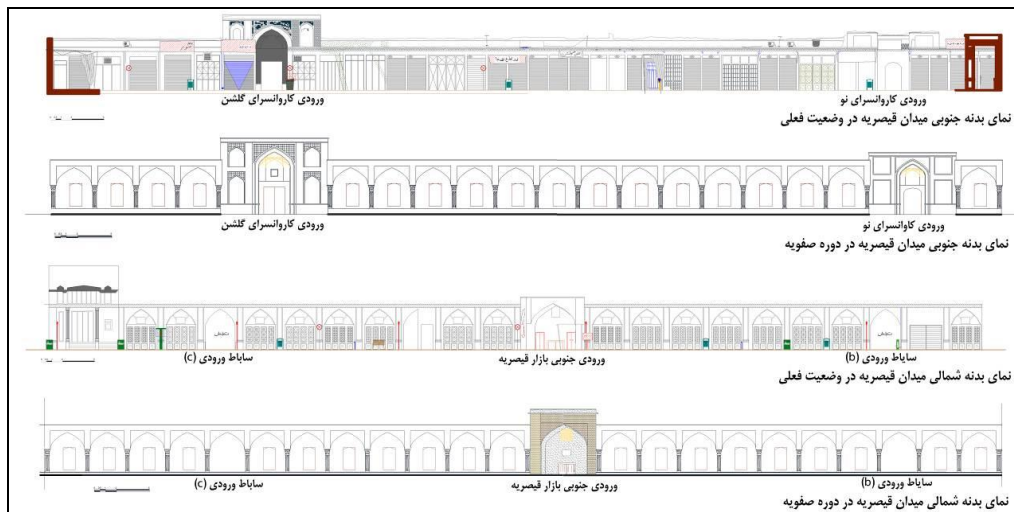 ورودی کاروانسرای گلشن
ورودی کاروانسرای نو
نمای بدنه جنوبی میدان قیصریه در وضعیت فعلی
ورودی کاروانسرای گلشن
ورودی کاوانسرای نو
نمای بدنه جنوبی میدان قیصریه در دوره صفویه
ساباط ورودی (c)
ورودی جنوبی بازار قیصریه
ساباط ورودی (b)
نمای بدنه شمالی میدان قیصریه در وضعیت فعلی
ساباط ورودی (c)
ورودی جنوبی بازار قیصریه
ساباط ورودی (b)
نمای بدنه شمالی میدان قیصریه در دوره صفویه